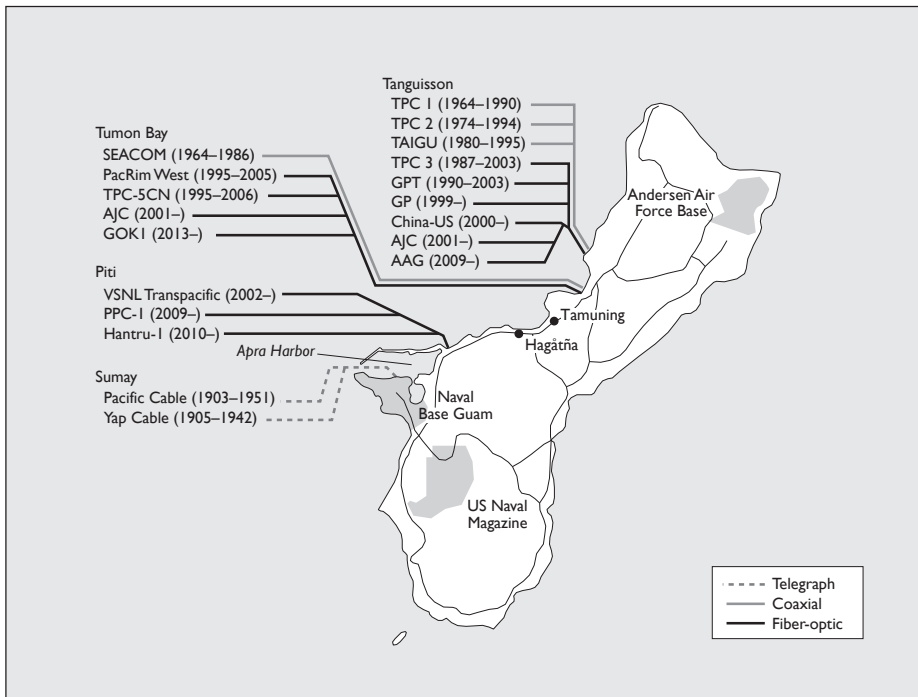 Tanguisson
TPC 1 (1964–1990)
TPC 2 (1974–1994)
TAIGU (1980–1995)
TPC 3 (1987–2003)
GPT (1990–2003)
GP (1999–)
China-US (2000–)
AJC (2001–)
AAG (2009–)
Tumon Bay
SEACOM (1964–1986)
PacRim West (1995–2005)
TPC-5CN (1995–2006)
AJC (2001–)
GOK1 (2013–)
Piti
VSNL Transpacific (2002–)
PPC-1 (2009–)
Hantru-1 (2010–)
Apra Harbor
Sumay
Pacific Cable (1903–1951)
Yap Cable (1905–1942)
Andersen Air
Force Base
Tamuning
Hagåtña
Naval
Base Guam
US Naval
Magazine
Telegraph
Coaxial
Fiber-optic